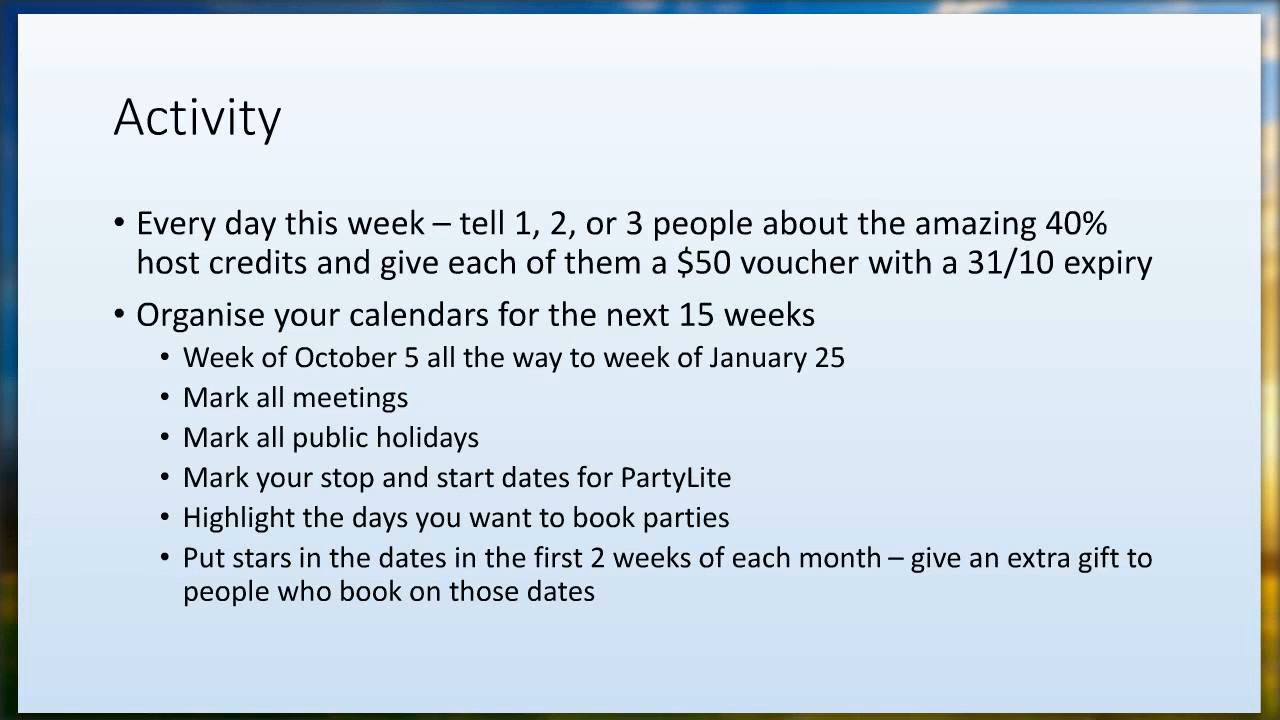 Activity
• Every day this week – tell 1, 2, or 3 people about the amazing 40%
host credits and give each of them a $50 voucher with a 31/10 expiry
• Organise your calendars for the next 15 weeks
• Week of October 5 all the way to week of January 25
• Mark all meetings
• Mark all public holidays
• Mark your stop and start dates for PartyLite
• Highlight the days you want to book parties
• Put stars in the dates in the first 2 weeks of each month – give an extra gift to
people who book on those dates